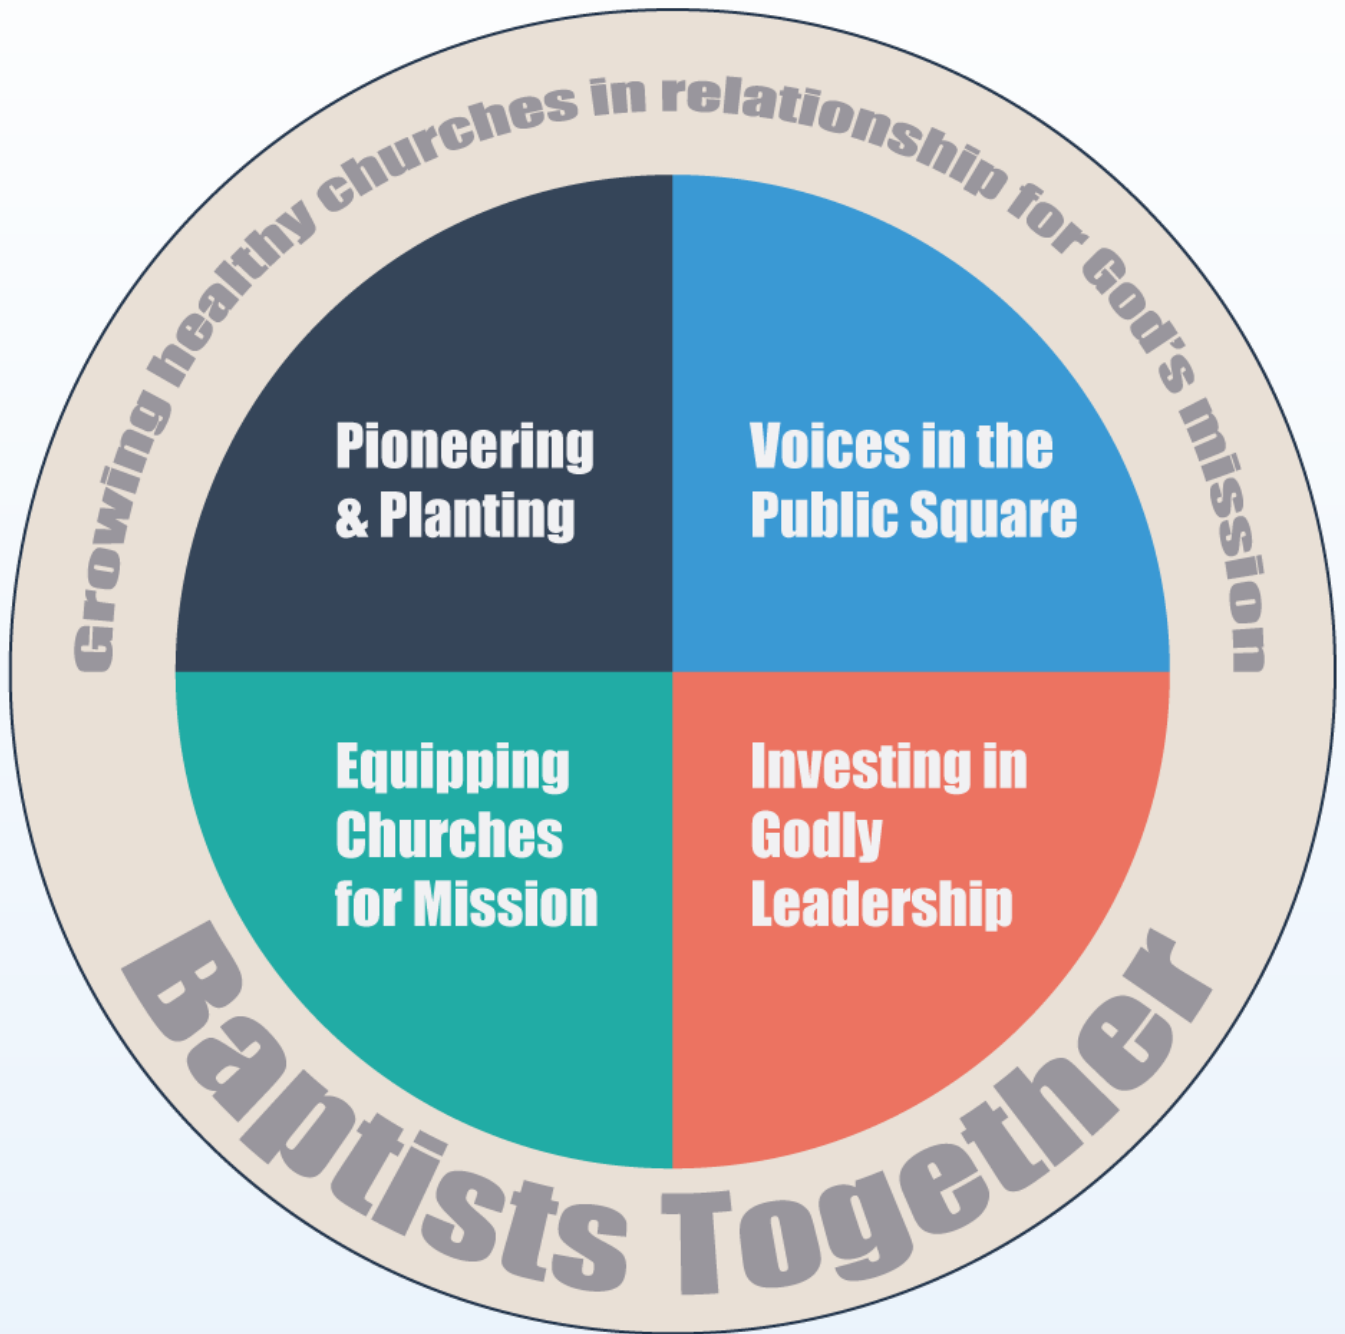 Growing healthy churches in relationship for God's mission
Pioneering
& Planting
Voices in the
Public Square
Equipping
Churches
for Mission
Investing in
Godly
Leadership
Baptists Together